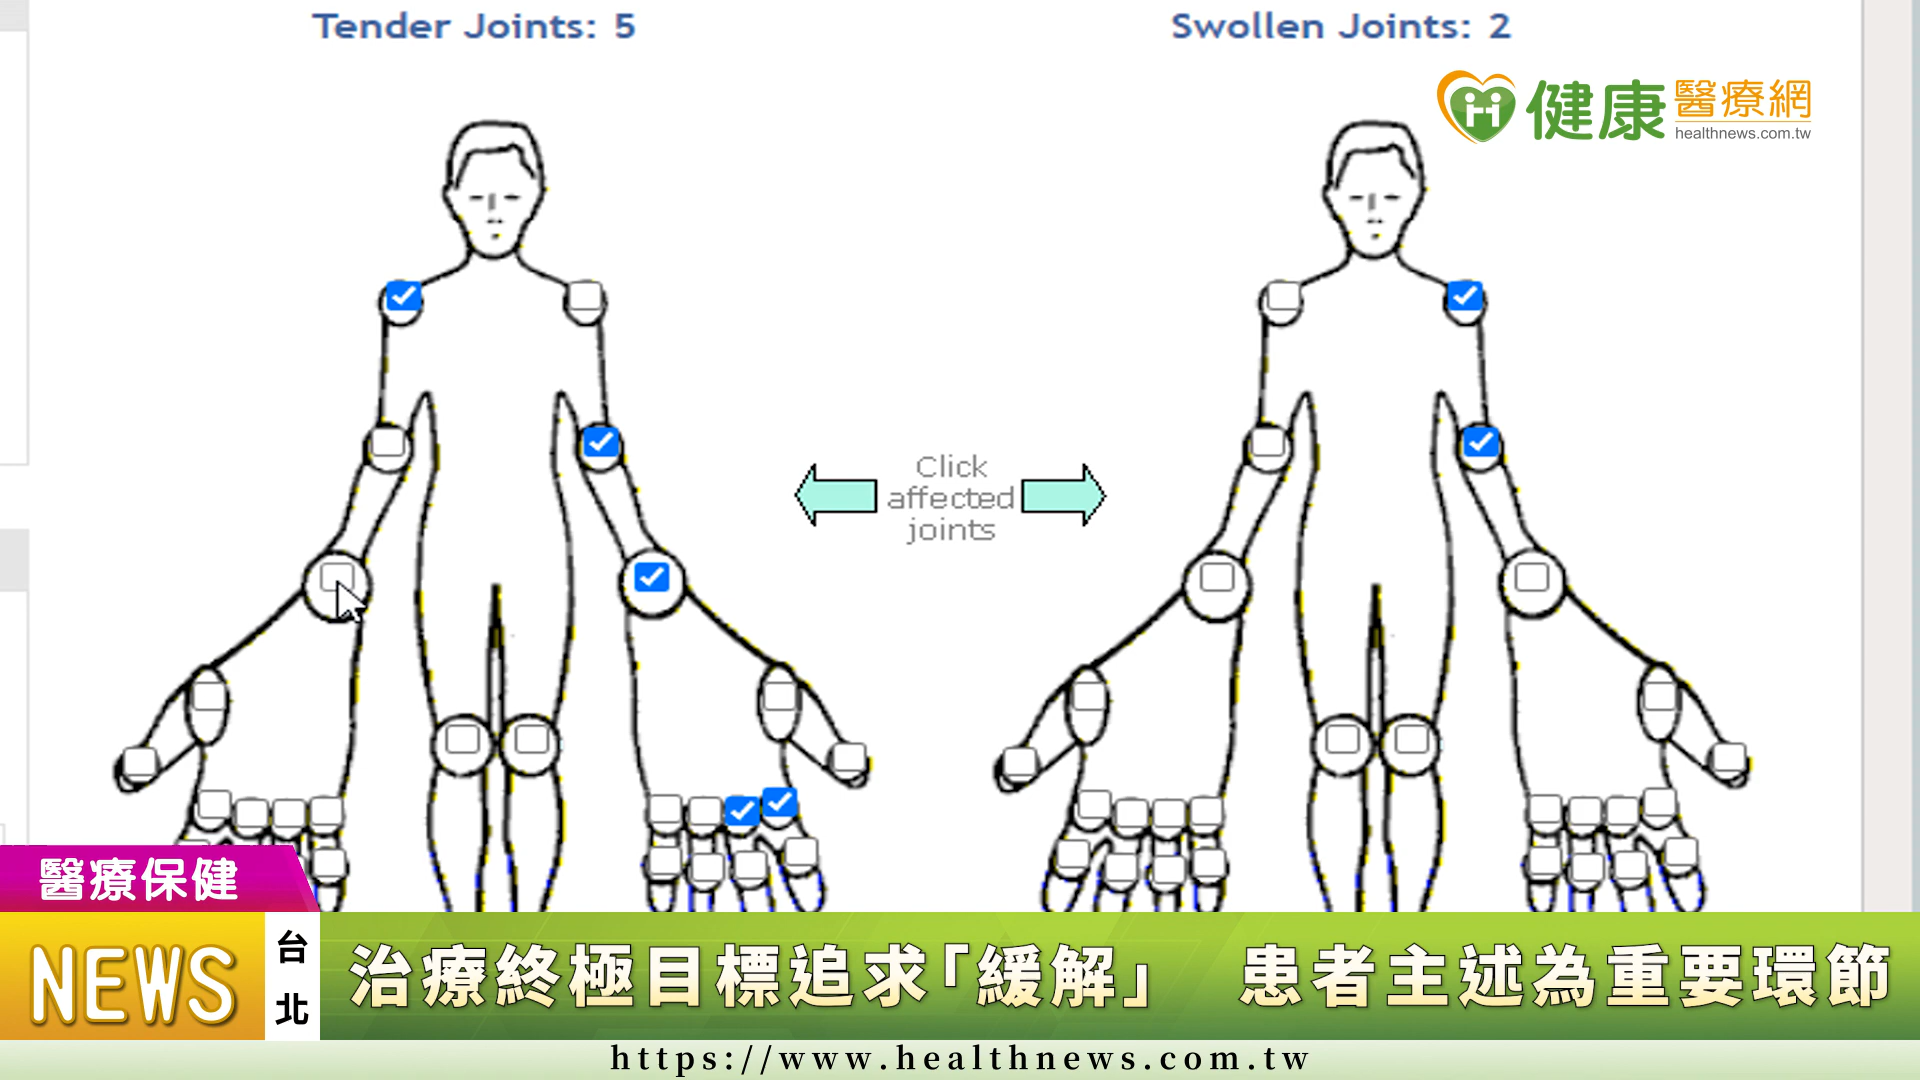 Tender Joints: 5
Swollen Joints: 2
健康
醫療網
healthnews.com.tw
Click
affected
joints
醫療保健
NEWS
台北
治療終極目標追求「緩解」 患者主述為重要環節
https://www.healthnews.com.tw